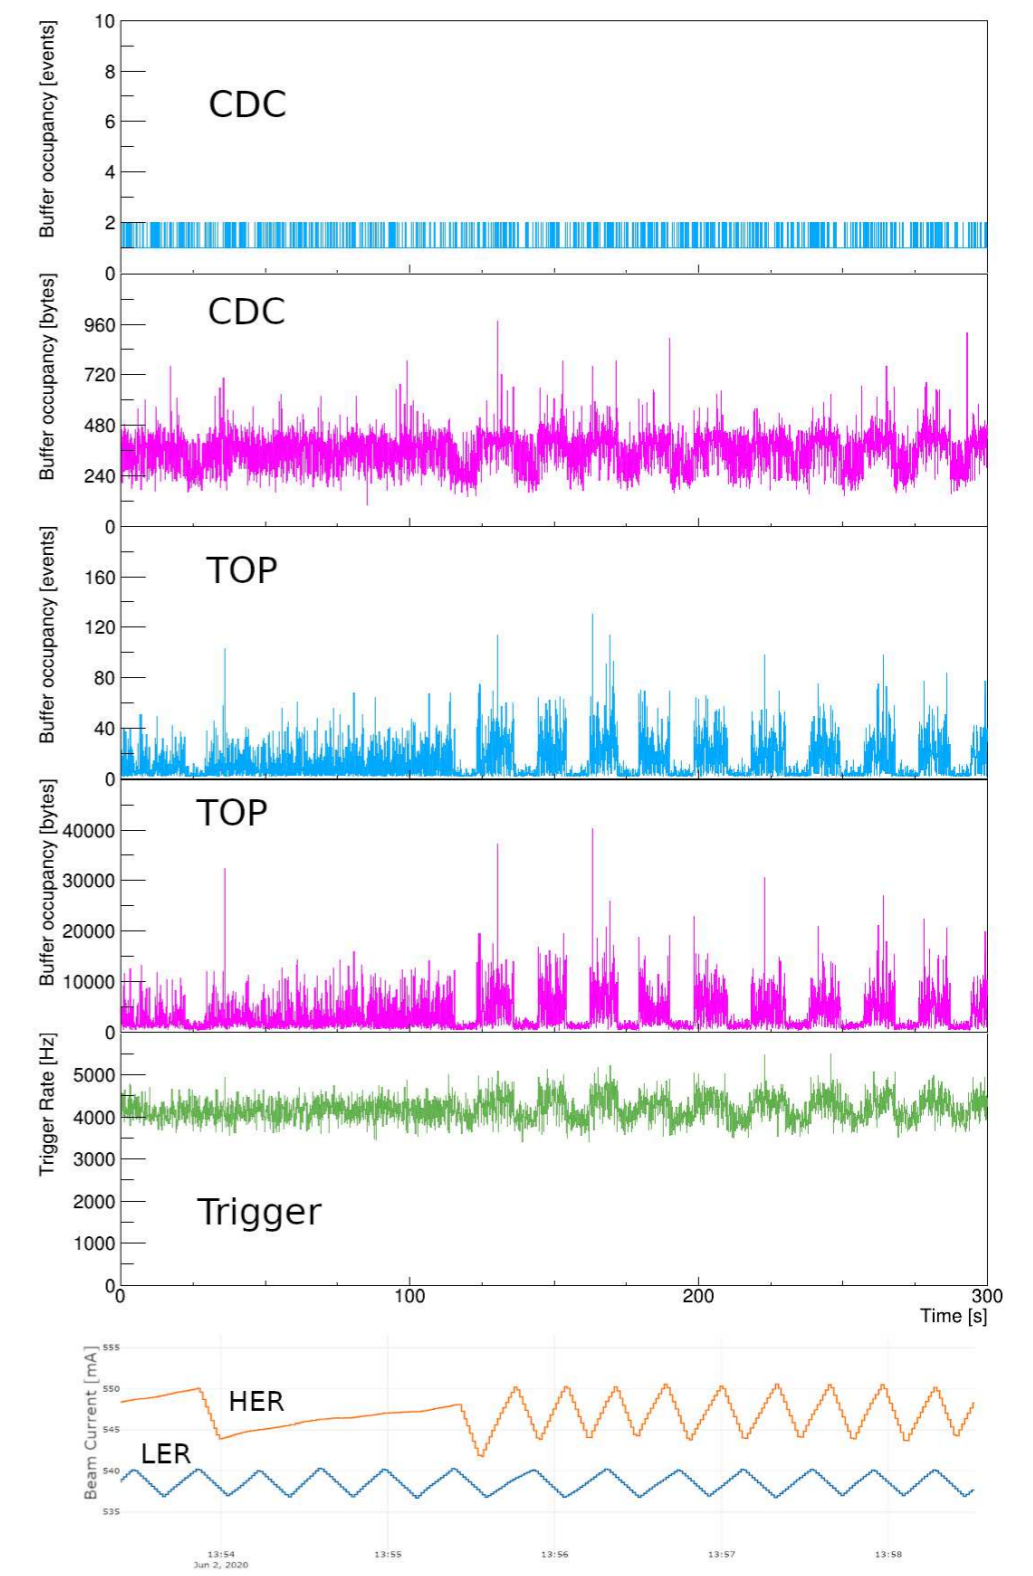 Buffer occupancy [events]
10
8
6
4
2
0
CDC
Buffer occupancy [bytes]
960
720
480
240
0
CDC
Buffer occupancy [events]
160
120
80
40
0
TOP
Buffer occupancy [bytes]
40000
30000
20000
10000
0
TOP
Trigger Rate [Hz]
5000
4000
3000
2000
1000
0
Trigger
0 100 200 300
Time [s]
Beam Current [mA]
555
550
545
540
535
HER
LER
13:54 13:55 13:56 13:57 13:58
Jun 2, 2020